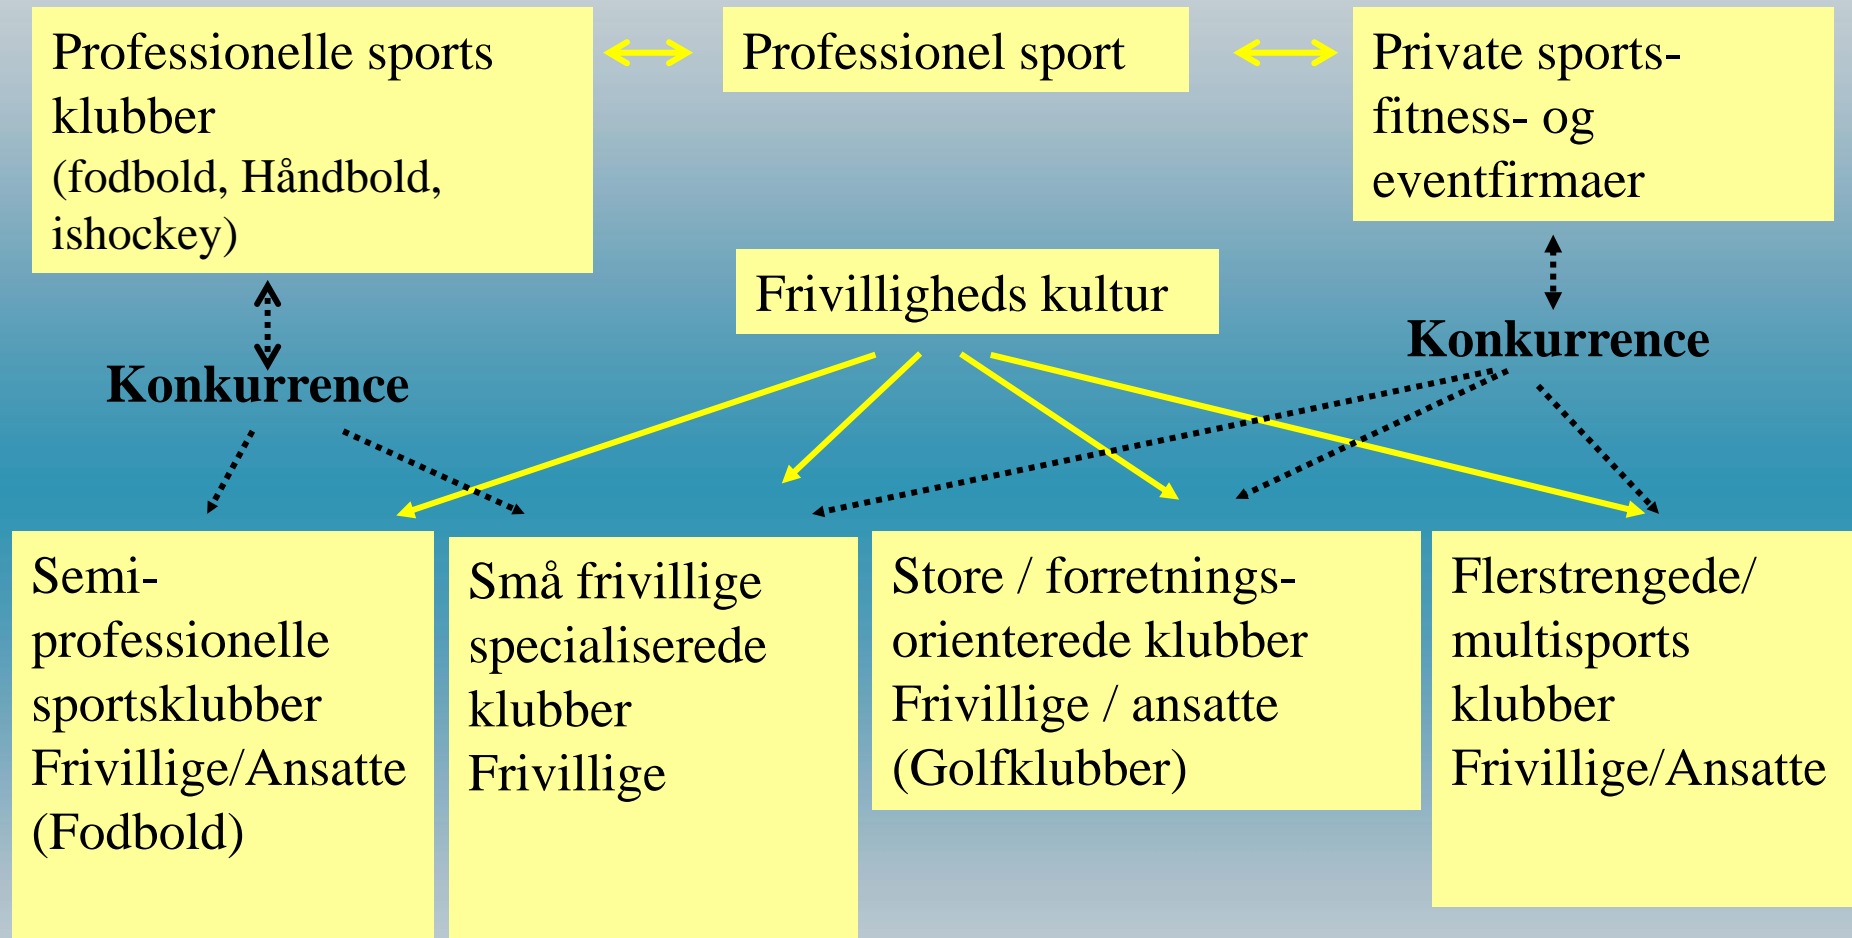 Professionelle sports
klubber
(fodbold, Håndbold,
ishockey)
Professionel sport
Private sports-
fitness- og
eventfirmaer
Frivilligheds kultur
Konkurrence
Konkurrence
Semi-
professionelle
sportsklubber
Frivillige/Ansatte
(Fodbold)
Små frivillige
specialiserede
klubber
Frivillige
Store / forretnings-
orienterede klubber
Frivillige / ansatte
(Golfklubber)
Flerstrengede/
multisports
klubber
Frivillige/Ansatte